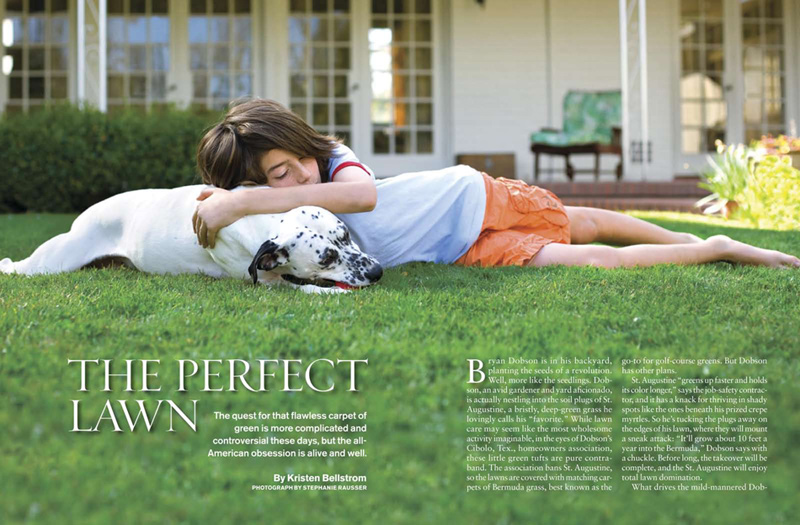 THE PERFECT
LAWN
The quest for that flawless carpet of
green is more complicated and
controversial these days, but the all-
American obsession is alive and well.
By Kristen Bellstrom
PHOTOGRAPH BY STEPHANIE RAUSSER
Bryan Dobson is in his backyard,
planting the seeds of a revolution.
Well, more like the seedlings. Dob-
son, an avid gardener and yard aficionado,
is actually nestling into the soil plugs of St.
Augustine, a bristly, deep-green grass he
lovingly calls his “favorite.” While lawn
care may seem like the most wholesome
activity imaginable, in the eyes of Dobson’s
Cibolo, Tex., homeowners association,
these little green tufts are pure contra-
band. The association bans St. Augustine,
so the lawns are covered with matching car-
pets of Bermuda grass, best known as the
go-to for golf-course greens. But Dobson
has other plans.
St. Augustine “greens up faster and holds
its color longer,” says the job-safety contrac-
tor, and it has a knack for thriving in shady
spots like the ones beneath his prized crepe
myrtles. So he’s tucking the plugs away on
the edges of his lawn, where they will mount
a sneak attack: “It’ll grow about 10 feet a
year into the Bermuda,” Dobson says with
a chuckle. Before long, the takeover will be
complete, and the St. Augustine will enjoy
total lawn domination.
What drives the mild-mannered Dob-